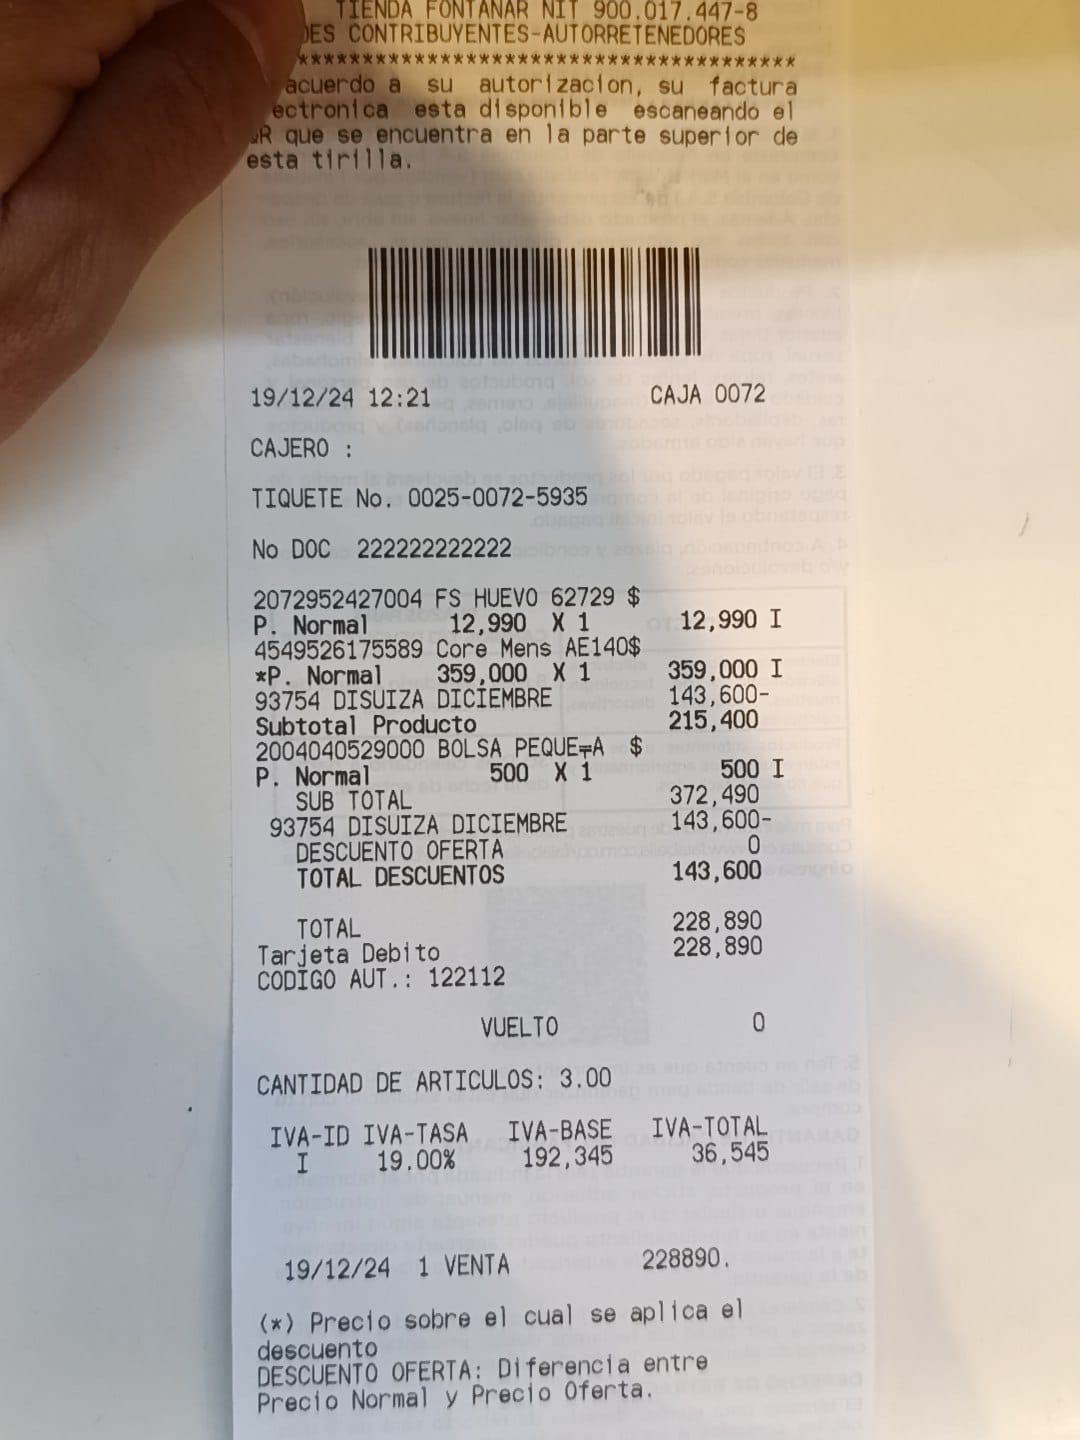 TIENDA FONTANAR NIT 900.017.447-8
DES CONTRIBUYENTES-AUTORRETENEDORES
****************************************
acuerdo a su autorizacion, su factura
ectronica esta disponible escaneando el
QR que se encuentra en la parte superior de
esta tirilla.
19/12/24 12:21 CAJA 0072
CAJERO :
TIQUETE No. 0025-0072-5935
No DOC 222222222222
2072952427004 FS HUEVO 62729 $
P. Normal 12,990 X 1 12,990 I
4549526175589 Core Mens AE140$
*P. Normal 359,000 X 1 359,000 I
93754 DISUIZA DICIEMBRE 143,600-
Subtotal Producto 215,400
2004040529000 BOLSA PEQUE╤A $
P. Normal 500 X 1 500 I
SUB TOTAL 372,490
93754 DISUIZA DICIEMBRE 143,600-
DESCUENTO OFERTA 0
TOTAL DESCUENTOS 143,600
TOTAL 228,890
Tarjeta Debito 228,890
CODIGO AUT.: 122112
VUELTO 0
CANTIDAD DE ARTICULOS: 3.00
IVA-ID IVA-TASA IVA-BASE IVA-TOTAL
I 19.00% 192,345 36,545
19/12/24 1 VENTA 228890.
(*) Precio sobre el cual se aplica el
descuento
DESCUENTO OFERTA: Diferencia entre
Precio Normal y Precio Oferta.